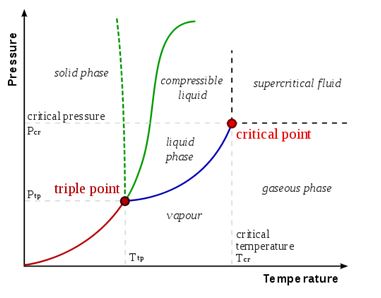 Pressure
solid phase
compressible
liquid
supercritical fluid
critical pressure
Pcr
critical point
liquid
phase
Ptp
triple point
gaseous phase
vapour
critical
temperature
Tcr
Ttp
Temperature